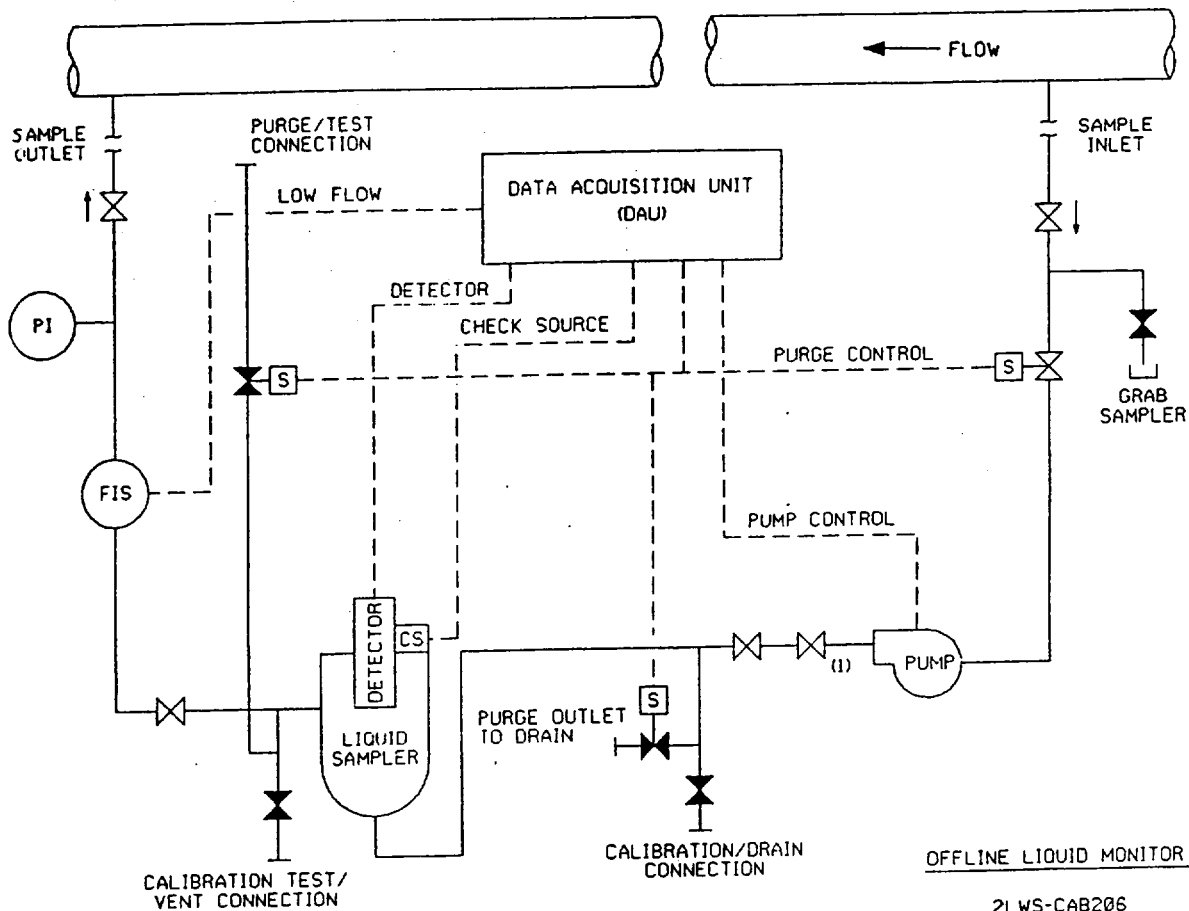 FLOW
SAMPLE
OUTLET
PURGE/TEST
CONNECTION
SAMPLE
INLET
DATA ACQUISITION UNIT
(DAU)
LOW FLOW
DETECTOR
CHECK SOURCE
PI
S
PURGE CONTROL
S
GRAB
SAMPLER
FIS
PUMP CONTROL
DETECTOR
CS
(1)
PUMP
S
PURGE OUTLET
TO DRAIN
LIQUID
SAMPLER
CALIBRATION/DRAIN
CONNECTION
CALIBRATION TEST/
VENT CONNECTION
OFFLINE LIQUID MONITOR
2LWS-CAB206